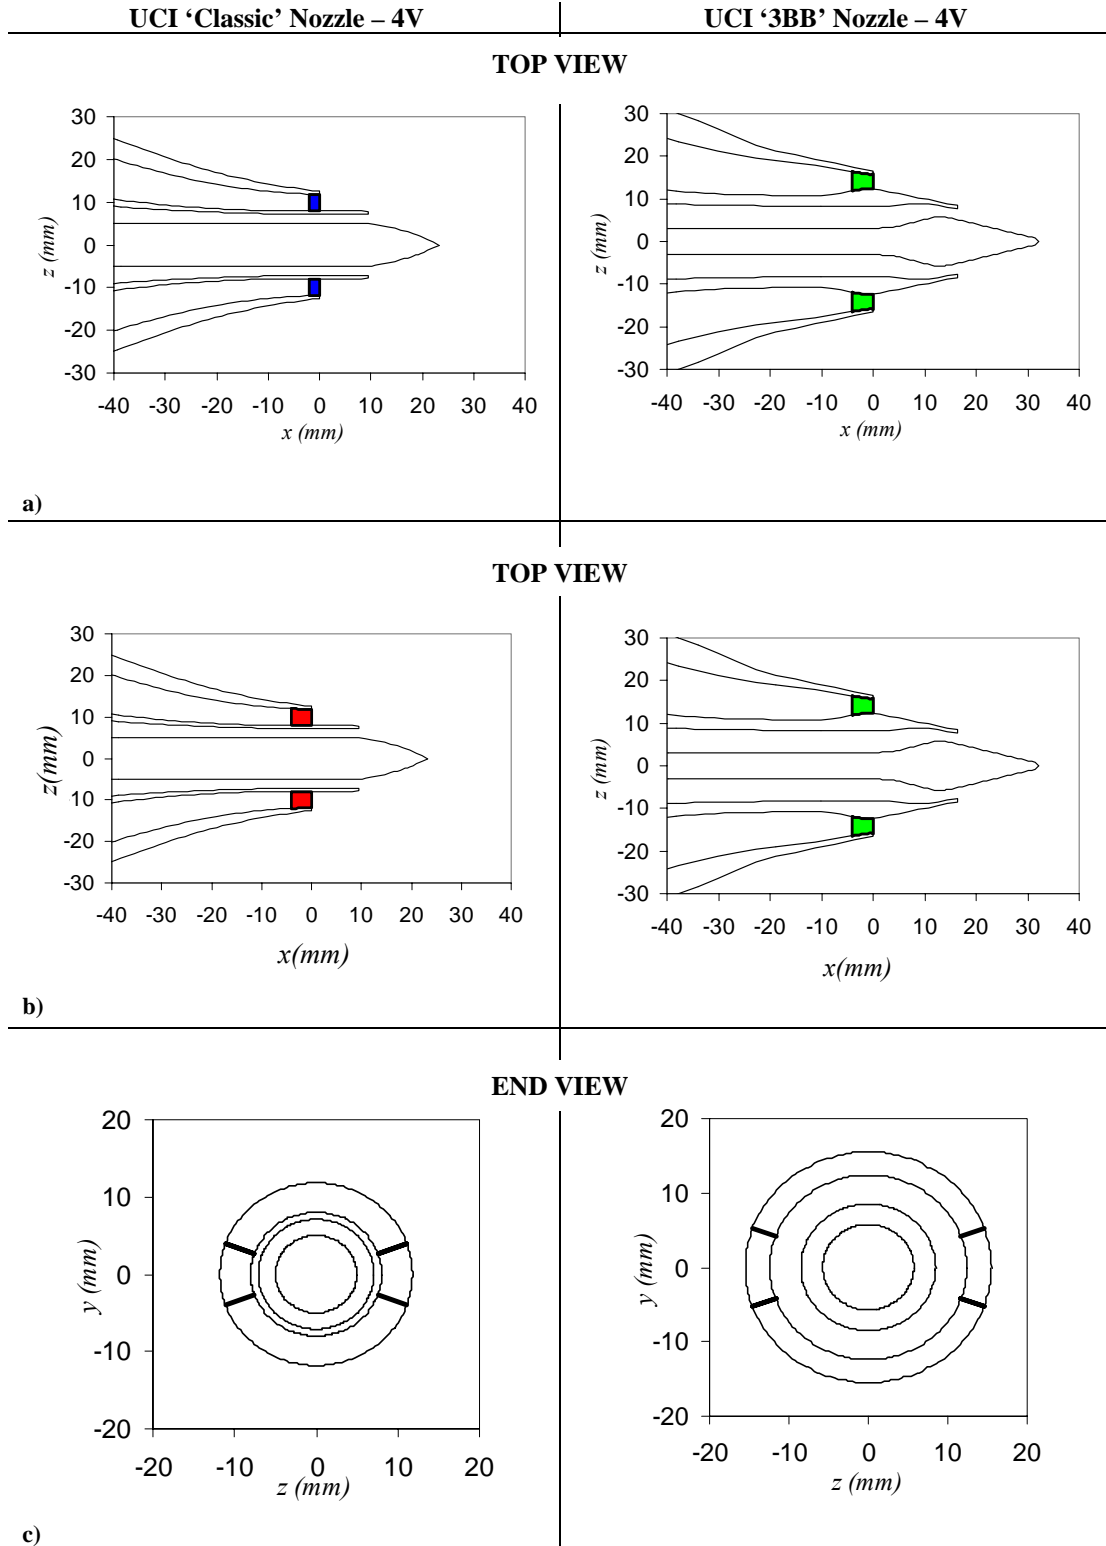 UCI ‘Classic’ Nozzle – 4V
UCI ‘3BB’ Nozzle – 4V
TOP VIEW
30
20
10
0
-10
-20
-30
z (mm)
-40 -30 -20 -10 0 10 20 30 40
x (mm)
30
20
10
0
-10
-20
-30
z (mm)
-40 -30 -20 -10 0 10 20 30 40
x (mm)
a)
TOP VIEW
30
20
10
0
10
-20
-30
z(mm)
-40 -30 -20 -10 0 10 20 30 40
x(mm)
30
20
10
0
-10
-20
-30
z (mm)
-40 -30 -20 -10 0 10 20 30 40
x(mm)
b)
END VIEW
20
10
0
-10
-20
y (mm)
-20 -10 0 10 20
z (mm)
20
10
0
-10
-20
y (mm)
-20 -10 0 10 20
z (mm)
c)